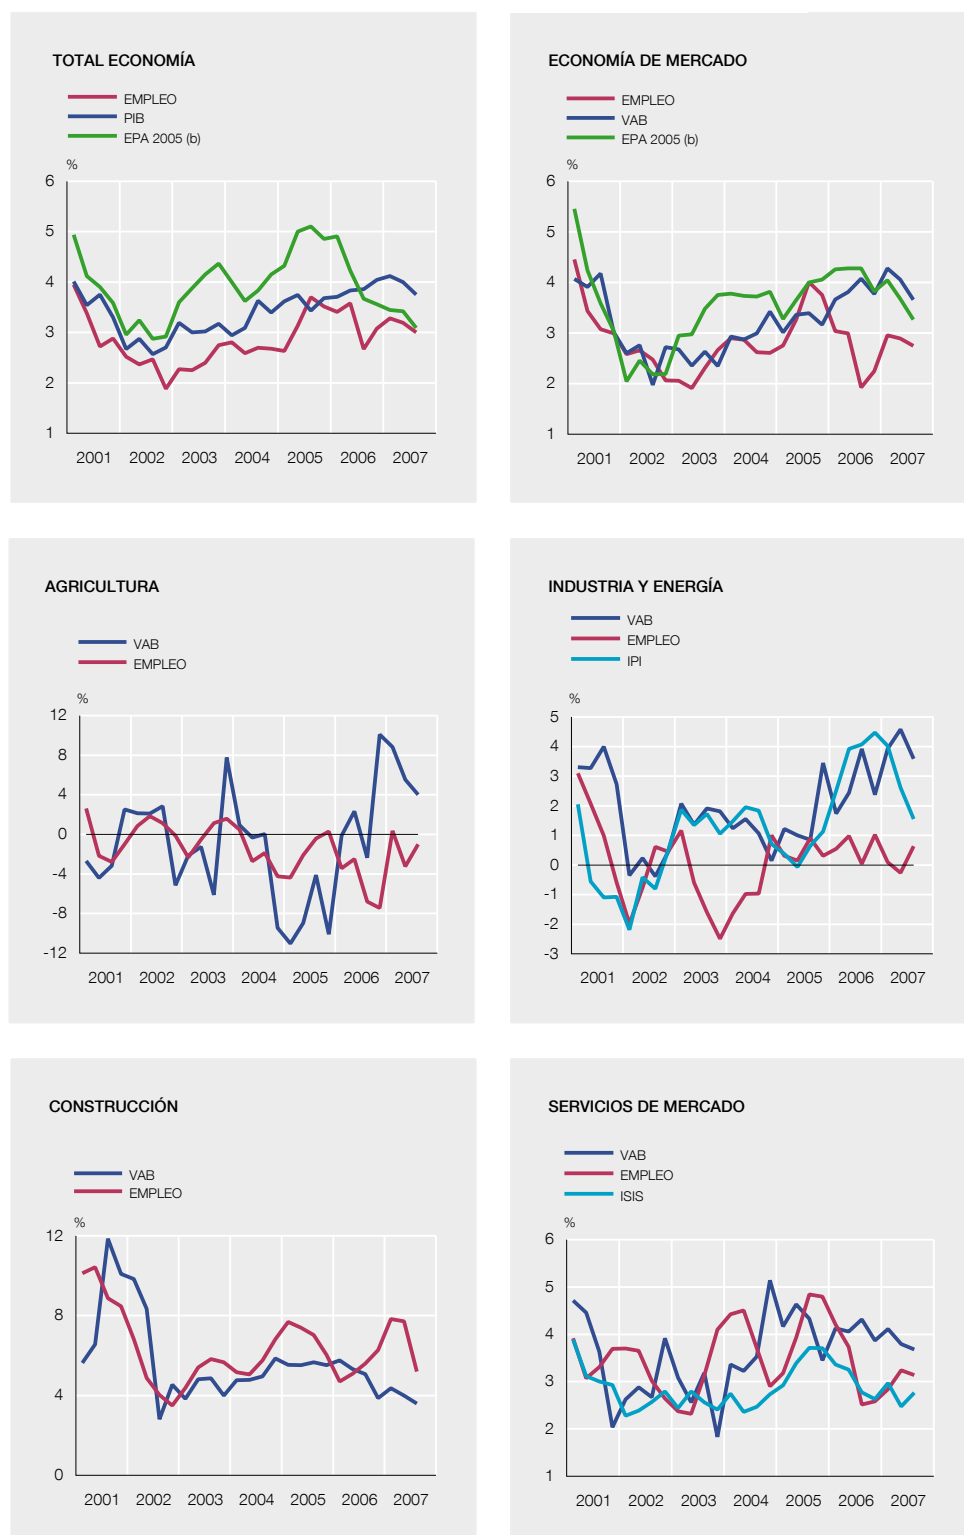 TOTAL ECONOMÍA
EMPLEO
PIB
EPA 2005 (b)
%
6
5
4
3
2
1
2001 2002 2003 2004 2005 2006 2007
ECONOMÍA DE MERCADO
EMPLEO
VAB
EPA 2005 (b)
%
6
5
4
3
2
1
2001 2002 2003 2004 2005 2006 2007
AGRICULTURA
VAB
EMPLEO
%
12
8
4
0
-4
-8
-12
2001 2002 2003 2004 2005 2006 2007
INDUSTRIA Y ENERGÍA
VAB
EMPLEO
IPI
%
5
4
3
2
1
0
-1
-2
-3
2001 2002 2003 2004 2005 2006 2007
CONSTRUCCIÓN
VAB
EMPLEO
%
12
8
4
0
2001 2002 2003 2004 2005 2006 2007
SERVICIOS DE MERCADO
VAB
EMPLEO
ISIS
%
6
5
4
3
2
1
2001 2002 2003 2004 2005 2006 2007